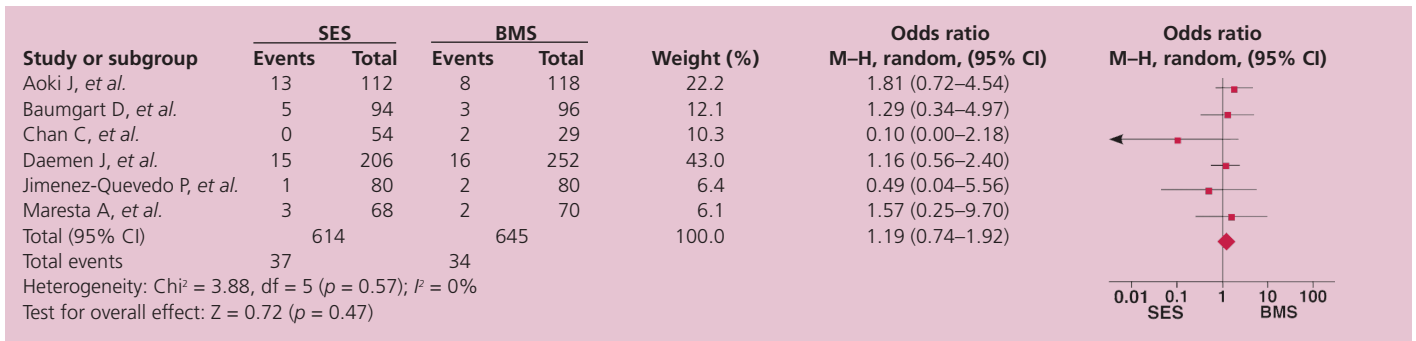 SES BMS Odds ratio Odds ratio
Study or subgroup Events Total Events Total Weight (%) M–H, random, (95% CI) M–H, random, (95% CI)
Aoki J, et al. 13 112 8 118 22.2 1.81 (0.72–4.54)
Baumgart D, et al. 5 94 3 96 12.1 1.29 (0.34–4.97)
Chan C, et al. 0 54 2 29 10.3 0.10 (0.00–2.18)
Daemen J, et al. 15 206 16 252 43.0 1.16 (0.56–2.40)
Jimenez-Quevedo P, et al. 1 80 2 80 6.4 0.49 (0.04–5.56)
Maresta A, et al. 3 68 2 70 6.1 1.57 (0.25–9.70)
Total (95% CI) 614 645 100.0 1.19 (0.74–1.92)
Total events 37 34
Heterogeneity: Chi² = 3.88, df = 5 (p = 0.57); I² = 0%
Test for overall effect: Z = 0.72 (p = 0.47)
0.01 0.1 1 10 100
SES BMS